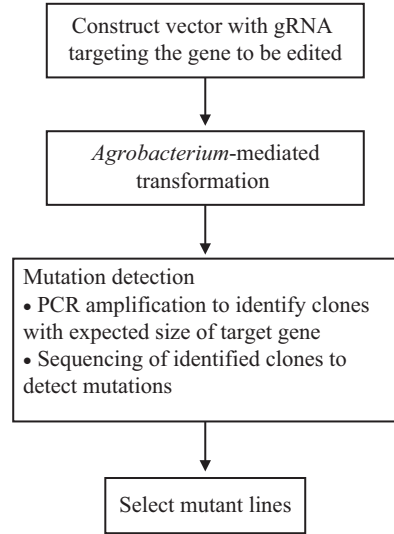 Construct vector with gRNA
targeting the gene to be edited
Agrobacterium-mediated
transformation
Mutation detection
• PCR amplification to identify clones
with expected size of target gene
• Sequencing of identified clones to
detect mutations
Select mutant lines